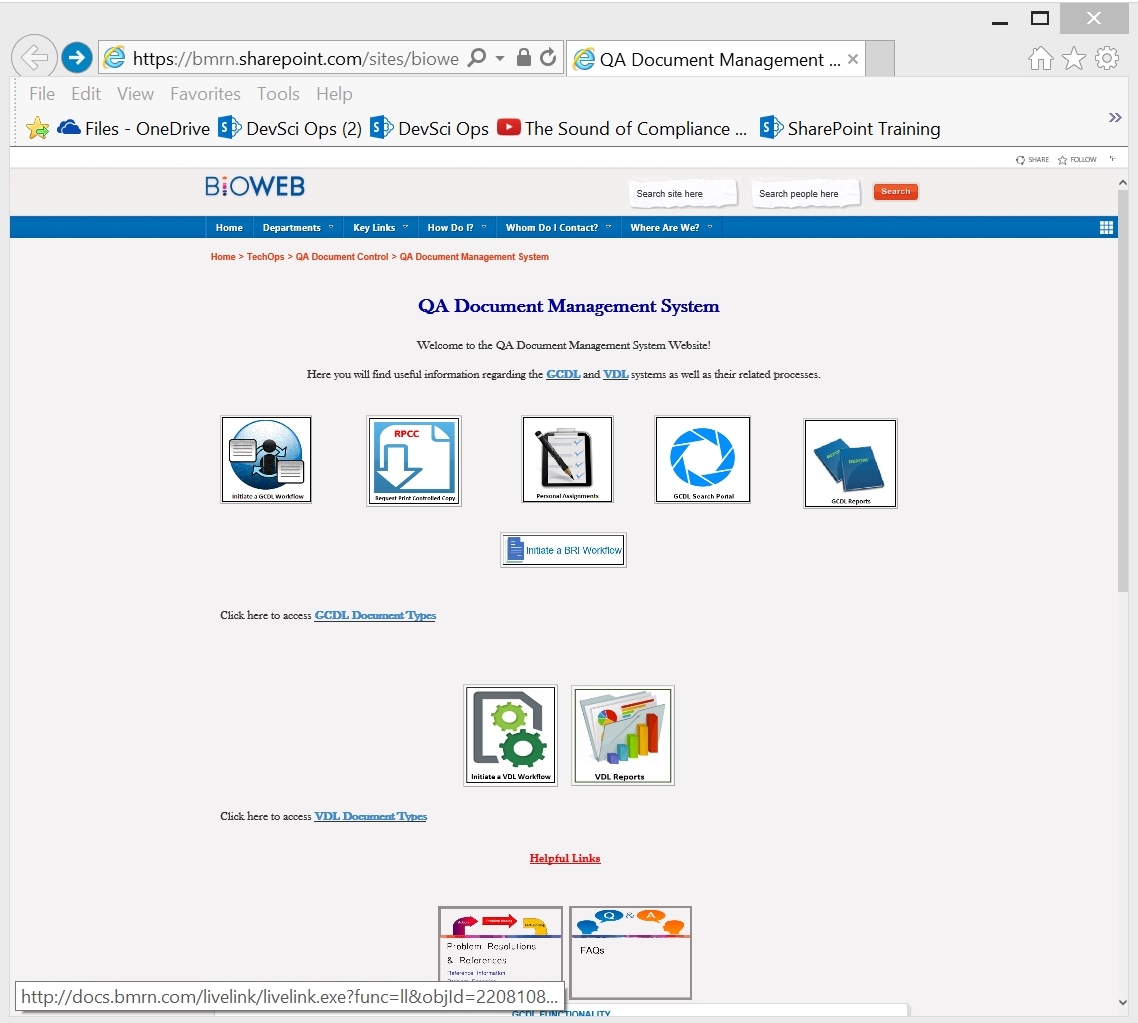 https://bmrn.sharepoint.com/sites/biowe
QA Document Management ...
File Edit View Favorites Tools Help
Files - OneDrive DevSci Ops (2) DevSci Ops The Sound of Compliance ... SharePoint Training
SHARE FOLLOW
BiOWEB
Search site here Search people here Search
Home Departments Key Links How Do I? Whom Do I Contact? Where Are We?
Home > TechOps > QA Document Control > QA Document Management System
QA Document Management System
Welcome to the QA Document Management System Website!
Here you will find useful information regarding the GCDL and VDL systems as well as their related processes.
RPCC
REPORT
Initiate a GCDL Workflow Request Print Controlled Copy Personal Assignments GCDL Search Portal GCDL Reports
Initiate a BRI Workflow
Click here to access GCDL Document Types
Initiate a VDL Workflow VDL Reports
Click here to access VDL Document Types
Helpful Links
Q & A
Problem Resolutions
& References
FAQs
Reference Information
http://docs.bmrn.com/livelink/livelink.exe?func=ll&objId=2208108...
GCDL FUNCTIONALITY